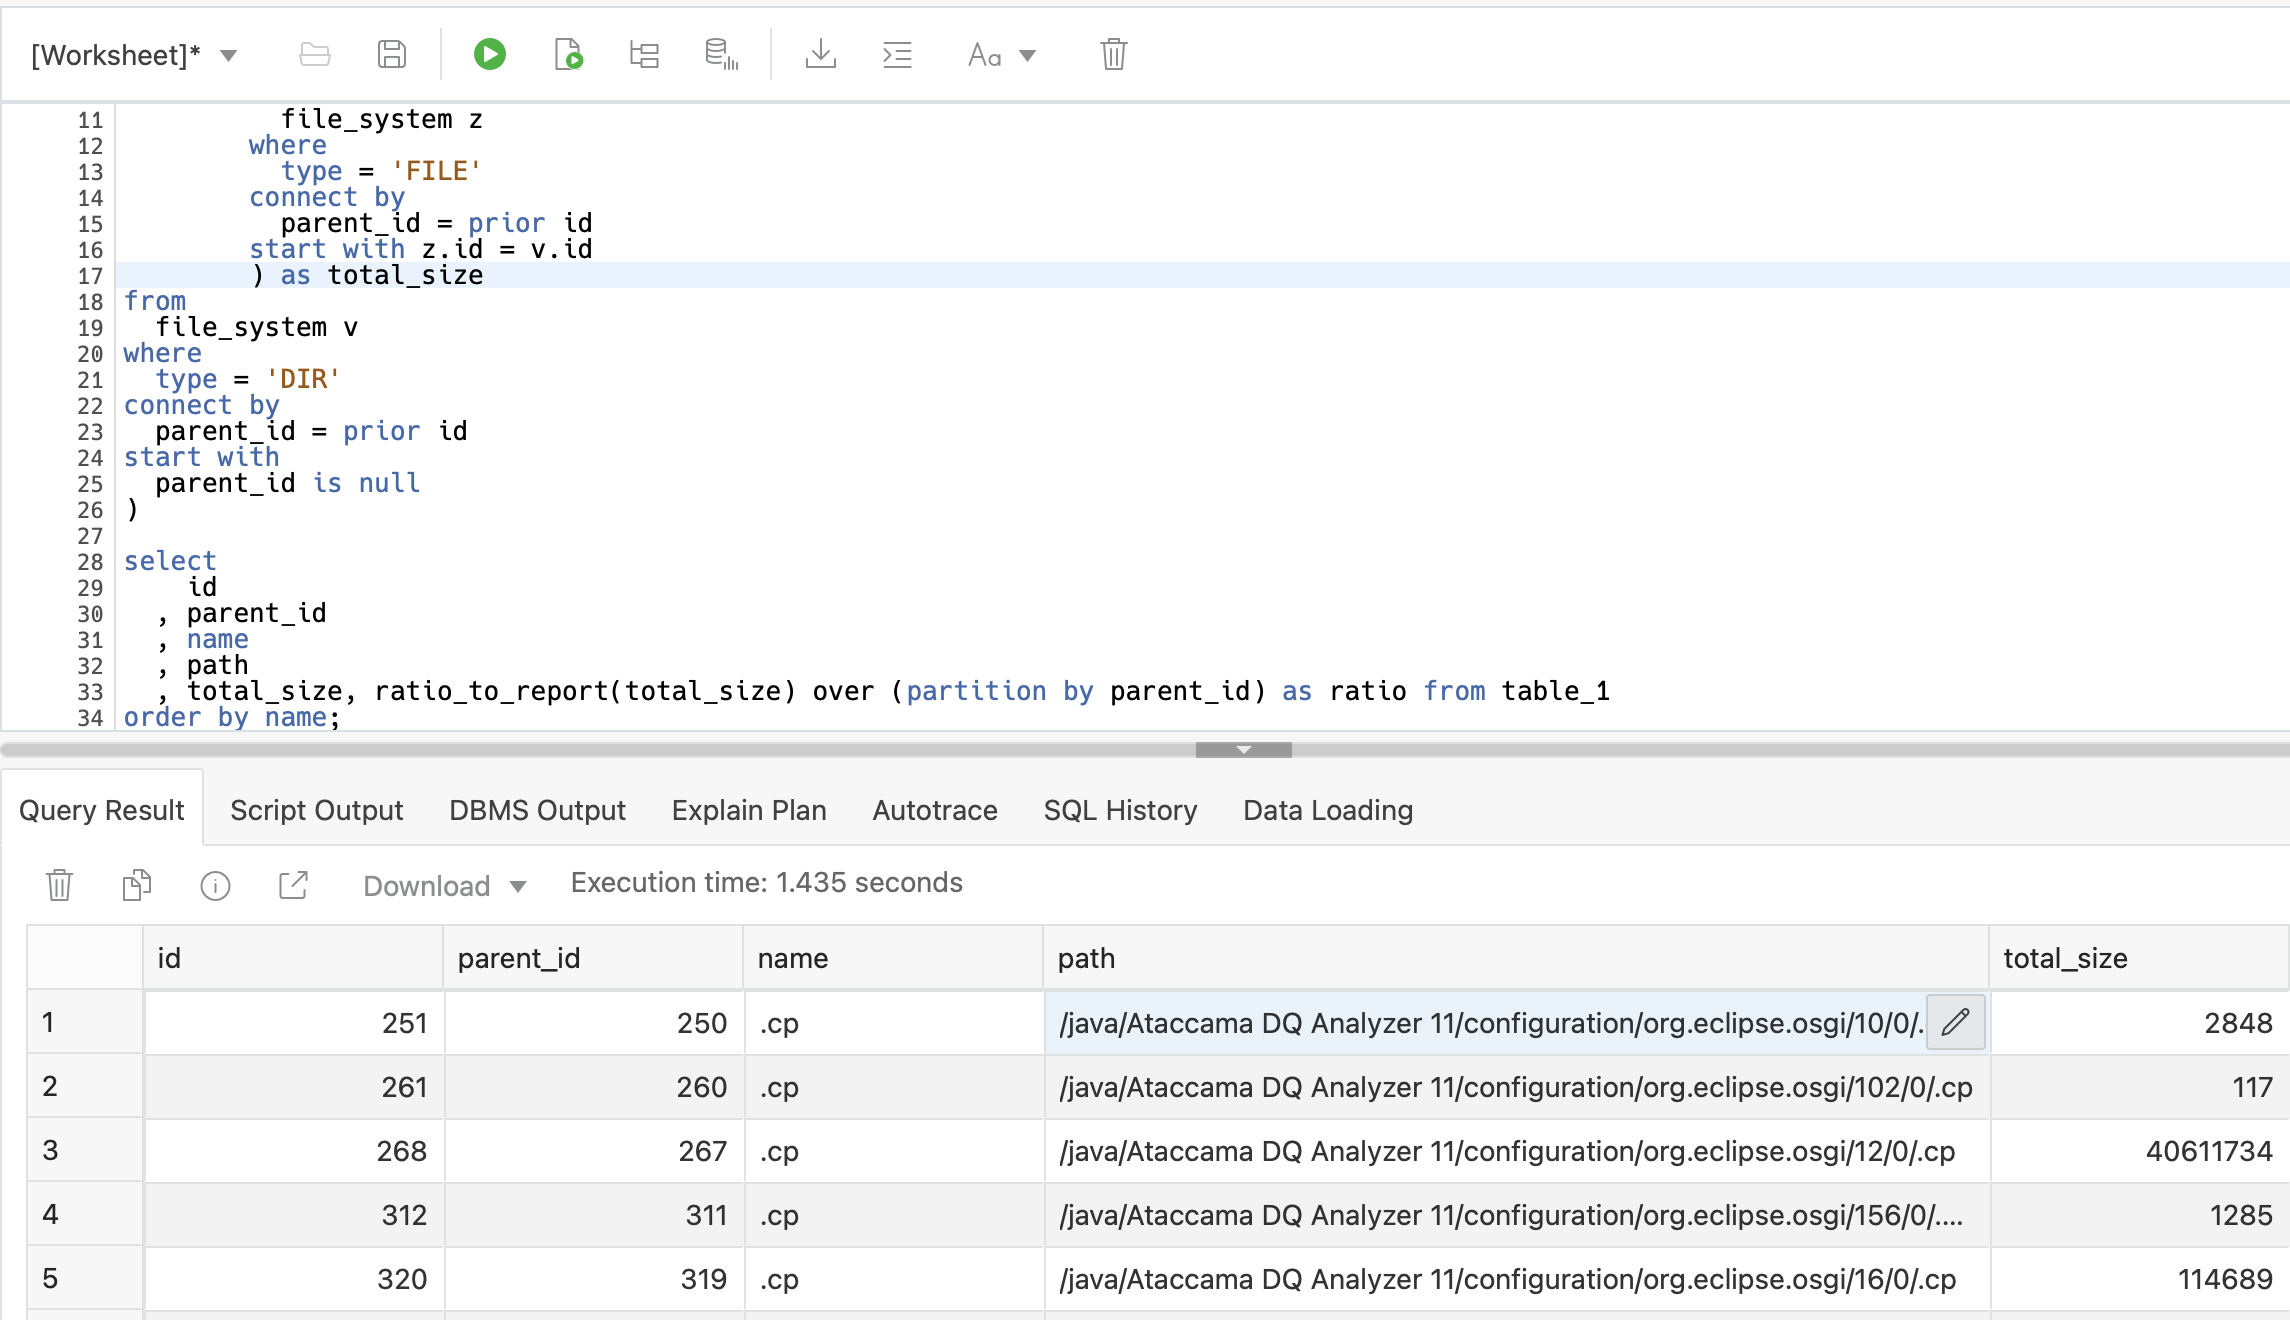 [Worksheet]* Aa
11 file_system z
12 where
13 type = 'FILE'
14 connect by
15 parent_id = prior id
16 start with z.id = v.id
17 ) as total_size
18 from
19 file_system v
20 where
21 type = 'DIR'
22 connect by
23 parent_id = prior id
24 start with
25 parent_id is null
26 )
27
28 select
29 id
30 , parent_id
31 , name
32 , path
33 , total_size, ratio_to_report(total_size) over (partition by parent_id) as ratio from table_1
34 order by name;
Query Result Script Output DBMS Output Explain Plan Autotrace SQL History Data Loading
Download Execution time: 1.435 seconds
id parent_id name path total_size
1 251 250 .cp /java/Ataccama DQ Analyzer 11/configuration/org.eclipse.osgi/10/0/. 2848
2 261 260 .cp /java/Ataccama DQ Analyzer 11/configuration/org.eclipse.osgi/102/0/.cp 117
3 268 267 .cp /java/Ataccama DQ Analyzer 11/configuration/org.eclipse.osgi/12/0/.cp 40611734
4 312 311 .cp /java/Ataccama DQ Analyzer 11/configuration/org.eclipse.osgi/156/0/.... 1285
5 320 319 .cp /java/Ataccama DQ Analyzer 11/configuration/org.eclipse.osgi/16/0/.cp 114689